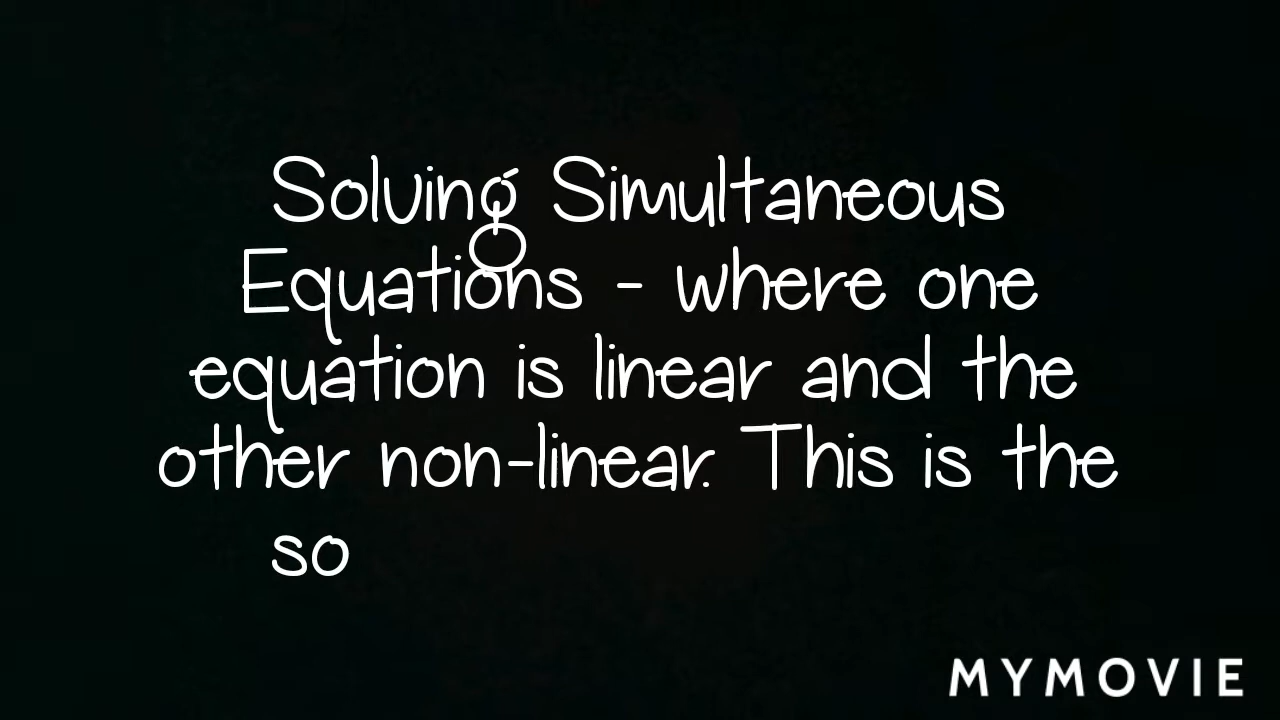 Solving Simultaneous
Equations - where one
equation is linear and the
other non-linear. This is the
so
MYMOVIE